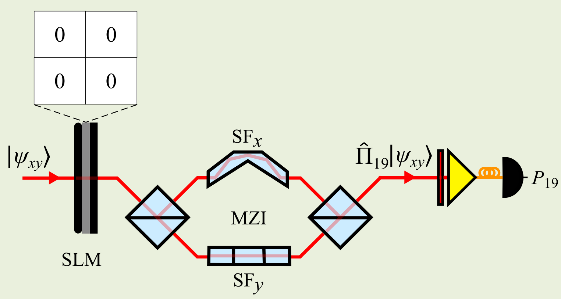 0 0
0 0
|ψxy⟩
SLM
SFx
MZI
SFy
Π̂19|ψxy⟩
P19